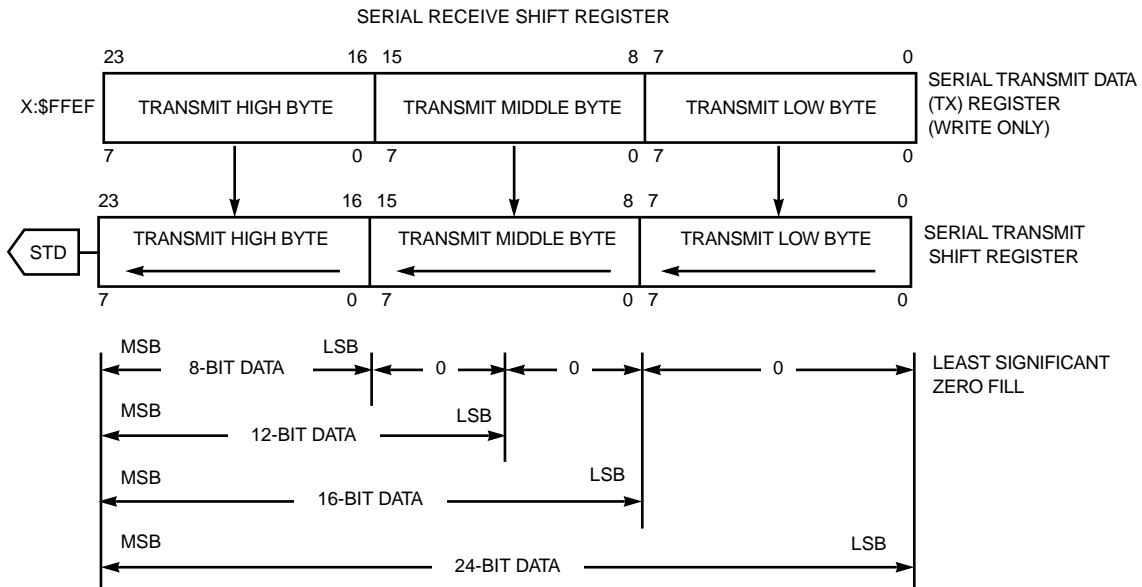 SERIAL RECEIVE SHIFT REGISTER
23 16 15 8 7 0
X:$FFEF TRANSMIT HIGH BYTE TRANSMIT MIDDLE BYTE TRANSMIT LOW BYTE SERIAL TRANSMIT DATA
(TX) REGISTER
(WRITE ONLY)
7 0 7 0 7 0
23 16 15 8 7 0
STD TRANSMIT HIGH BYTE TRANSMIT MIDDLE BYTE TRANSMIT LOW BYTE SERIAL TRANSMIT
SHIFT REGISTER
7 0 7 0 7 0
MSB LSB
8-BIT DATA 0 0 0 LEAST SIGNIFICANT
ZERO FILL
MSB LSB
12-BIT DATA
MSB LSB
16-BIT DATA
MSB LSB
24-BIT DATA